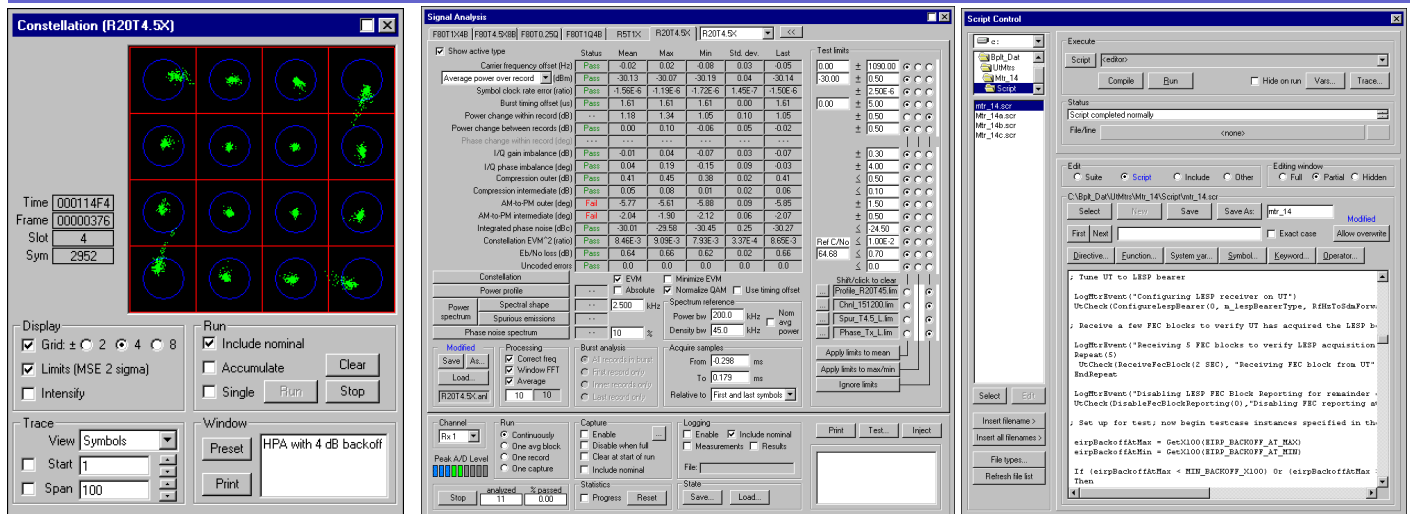 Constellation (R20T4.5X)
Time 000114F4
Frame 00000376
Slot 4
Sym 2952
Display
Grid: ± 2 4 8
Limits (MSE 2 sigma)
Intensify
Run
Include nominal
Accumulate Clear
Single Run Stop
Trace
View Symbols
Start 1
Span 100
Window
Preset
Print
HPA with 4 dB backoff
Signal Analysis
F80T1X4B F80T4.5X8B F80T0.25Q F80T1Q4B R5T1X R20T4.5X R20T4.5X <<
Show active type Status Mean Max Min Std. dev. Last Test limits
Carrier frequency offset (Hz) Pass -0.02 0.02 -0.08 0.03 -0.05 0.00 ± 1090.00
Average power over record (dBm) Pass -30.13 -30.07 -30.19 0.04 -30.14 -30.00 ± 0.50
Symbol clock rate error (ratio) Pass -1.56E-6 -1.19E-6 -1.72E-6 1.45E-7 -1.50E-6 ± 2.50E-6
Burst timing offset (us) Pass 1.61 1.61 1.61 0.00 1.61 0.00 ± 5.00
Power change within record (dB) -- 1.18 1.34 1.05 0.10 1.05 ± 0.50
Power change between records (dB) Pass 0.00 0.10 -0.06 0.05 -0.02 ± 0.50
Phase change within record (deg) --- --- --- --- --- ---
I/Q gain imbalance (dB) Pass -0.01 0.04 -0.07 0.03 -0.07 ± 0.30
I/Q phase imbalance (deg) Pass 0.04 0.19 -0.15 0.09 -0.03 ± 4.00
Compression outer (dB) Pass 0.41 0.45 0.38 0.02 0.41 ≤ 0.50
Compression intermediate (dB) Pass 0.05 0.08 0.01 0.02 0.06 ≤ 0.10
AM-to-PM outer (deg) Fail -5.77 -5.61 -5.88 0.09 -5.85 ± 1.50
AM-to-PM intermediate (deg) Fail -2.04 -1.90 -2.12 0.06 -2.07 ± 0.50
Integrated phase noise (dBc) Pass -30.01 -29.58 -30.45 0.25 -30.27 ≤ -24.50
Constellation EVM^2 (ratio) Pass 8.46E-3 9.09E-3 7.93E-3 3.37E-4 8.65E-3 Ref C/No ≤ 1.00E-2
Eb/No loss (dB) Pass 0.64 0.66 0.62 0.02 0.66 64.68 ≤ 0.70
Uncoded errors Pass 0.0 0.0 0.0 0.0 0.0 ≤ 0.0
Constellation EVM Minimize EVM Shift/click to clear
Power profile -- Absolute Normalize QAM Use timing offset ... Profile_R20T45.lim
Power spectrum Spectral shape -- 2.500 kHz Spectrum reference ... Chnl_151200.lim
Spurious emissions -- Power bw 200.0 kHz Nom avg power ... Spur_T4.5_L.lim
Phase noise spectrum -- 10 % Density bw 45.0 kHz ... Phase_Tx_L.lim
Modified
Save As...
Load...
R20T4.5X.anl
Processing
Correct freq
Window FFT
Average
10 10
Burst analysis
All records in burst
First record only
Inner records only
Last record only
Acquire samples
From -0.298 ms
To 0.179 ms
Relative to First and last symbols
Apply limits to mean
Apply limits to max/min
Ignore limits
Channel
Rx 1
Peak A/D Level
Run
Continuously
One avg block
One record
One capture
Stop analyzed 11 % passed 0.00
Capture
Enable ...
Disable when full
Clear at start of run
Include nominal
Statistics
Progress Reset
Logging
Enable Include nominal
Measurements Results
File:
State
Save... Load...
Print Test... Inject
Script Control
c:
Bplt_Dat
UtMtrs
Mtr_14
Script
mtr_14.scr
Mtr_14a.scr
Mtr_14b.scr
Mtr_14c.scr
Select Edit
Insert filename >
Insert all filenames >
File types...
Refresh file list
Execute
Script <editor>
Compile Run Hide on run Vars... Trace...
Status
Script completed normally
File/line <none>
Edit
Suite Script Include Other
Editing window
Full Partial Hidden
C:\Bplt_Dat\UtMtrs\Mtr_14\Script\mtr_14.scr
Select New Save Save As: mtr_14 Modified
First Next Exact case Allow overwrite
Directive... Function... System var... Symbol... Keyword... Operator...
; Tune UT to LESP bearer
LogMtrEvent("Configuring LESP receiver on UT")
UtCheck(ConfigureLespBearer(0, m_lespBearerType, RfHzToSdmForw
; Receive a few FEC blocks to verify UT has acquired the LESP b
LogMtrEvent("Receiving 5 FEC blocks to verify LESP acquisition
Repeat(5)
UtCheck(ReceiveFecBlock(2 SEC), "Receiving FEC block from UT"
EndRepeat
LogMtrEvent("Disabling LESP FEC Block Reporting for remainder
UtCheck(DisableFecBlockReporting(0),"Disabling FEC reporting a
; Set up for test; now begin testcase instances specified in th
eirpBackoffAtMax = GetX100(EIRP_BACKOFF_AT_MAX)
eirpBackoffAtMin = GetX100(EIRP_BACKOFF_AT_MIN)
If (eirpBackoffAtMax < MIN_BACKOFF_X100) Or (eirpBackoffAtMax >
Then